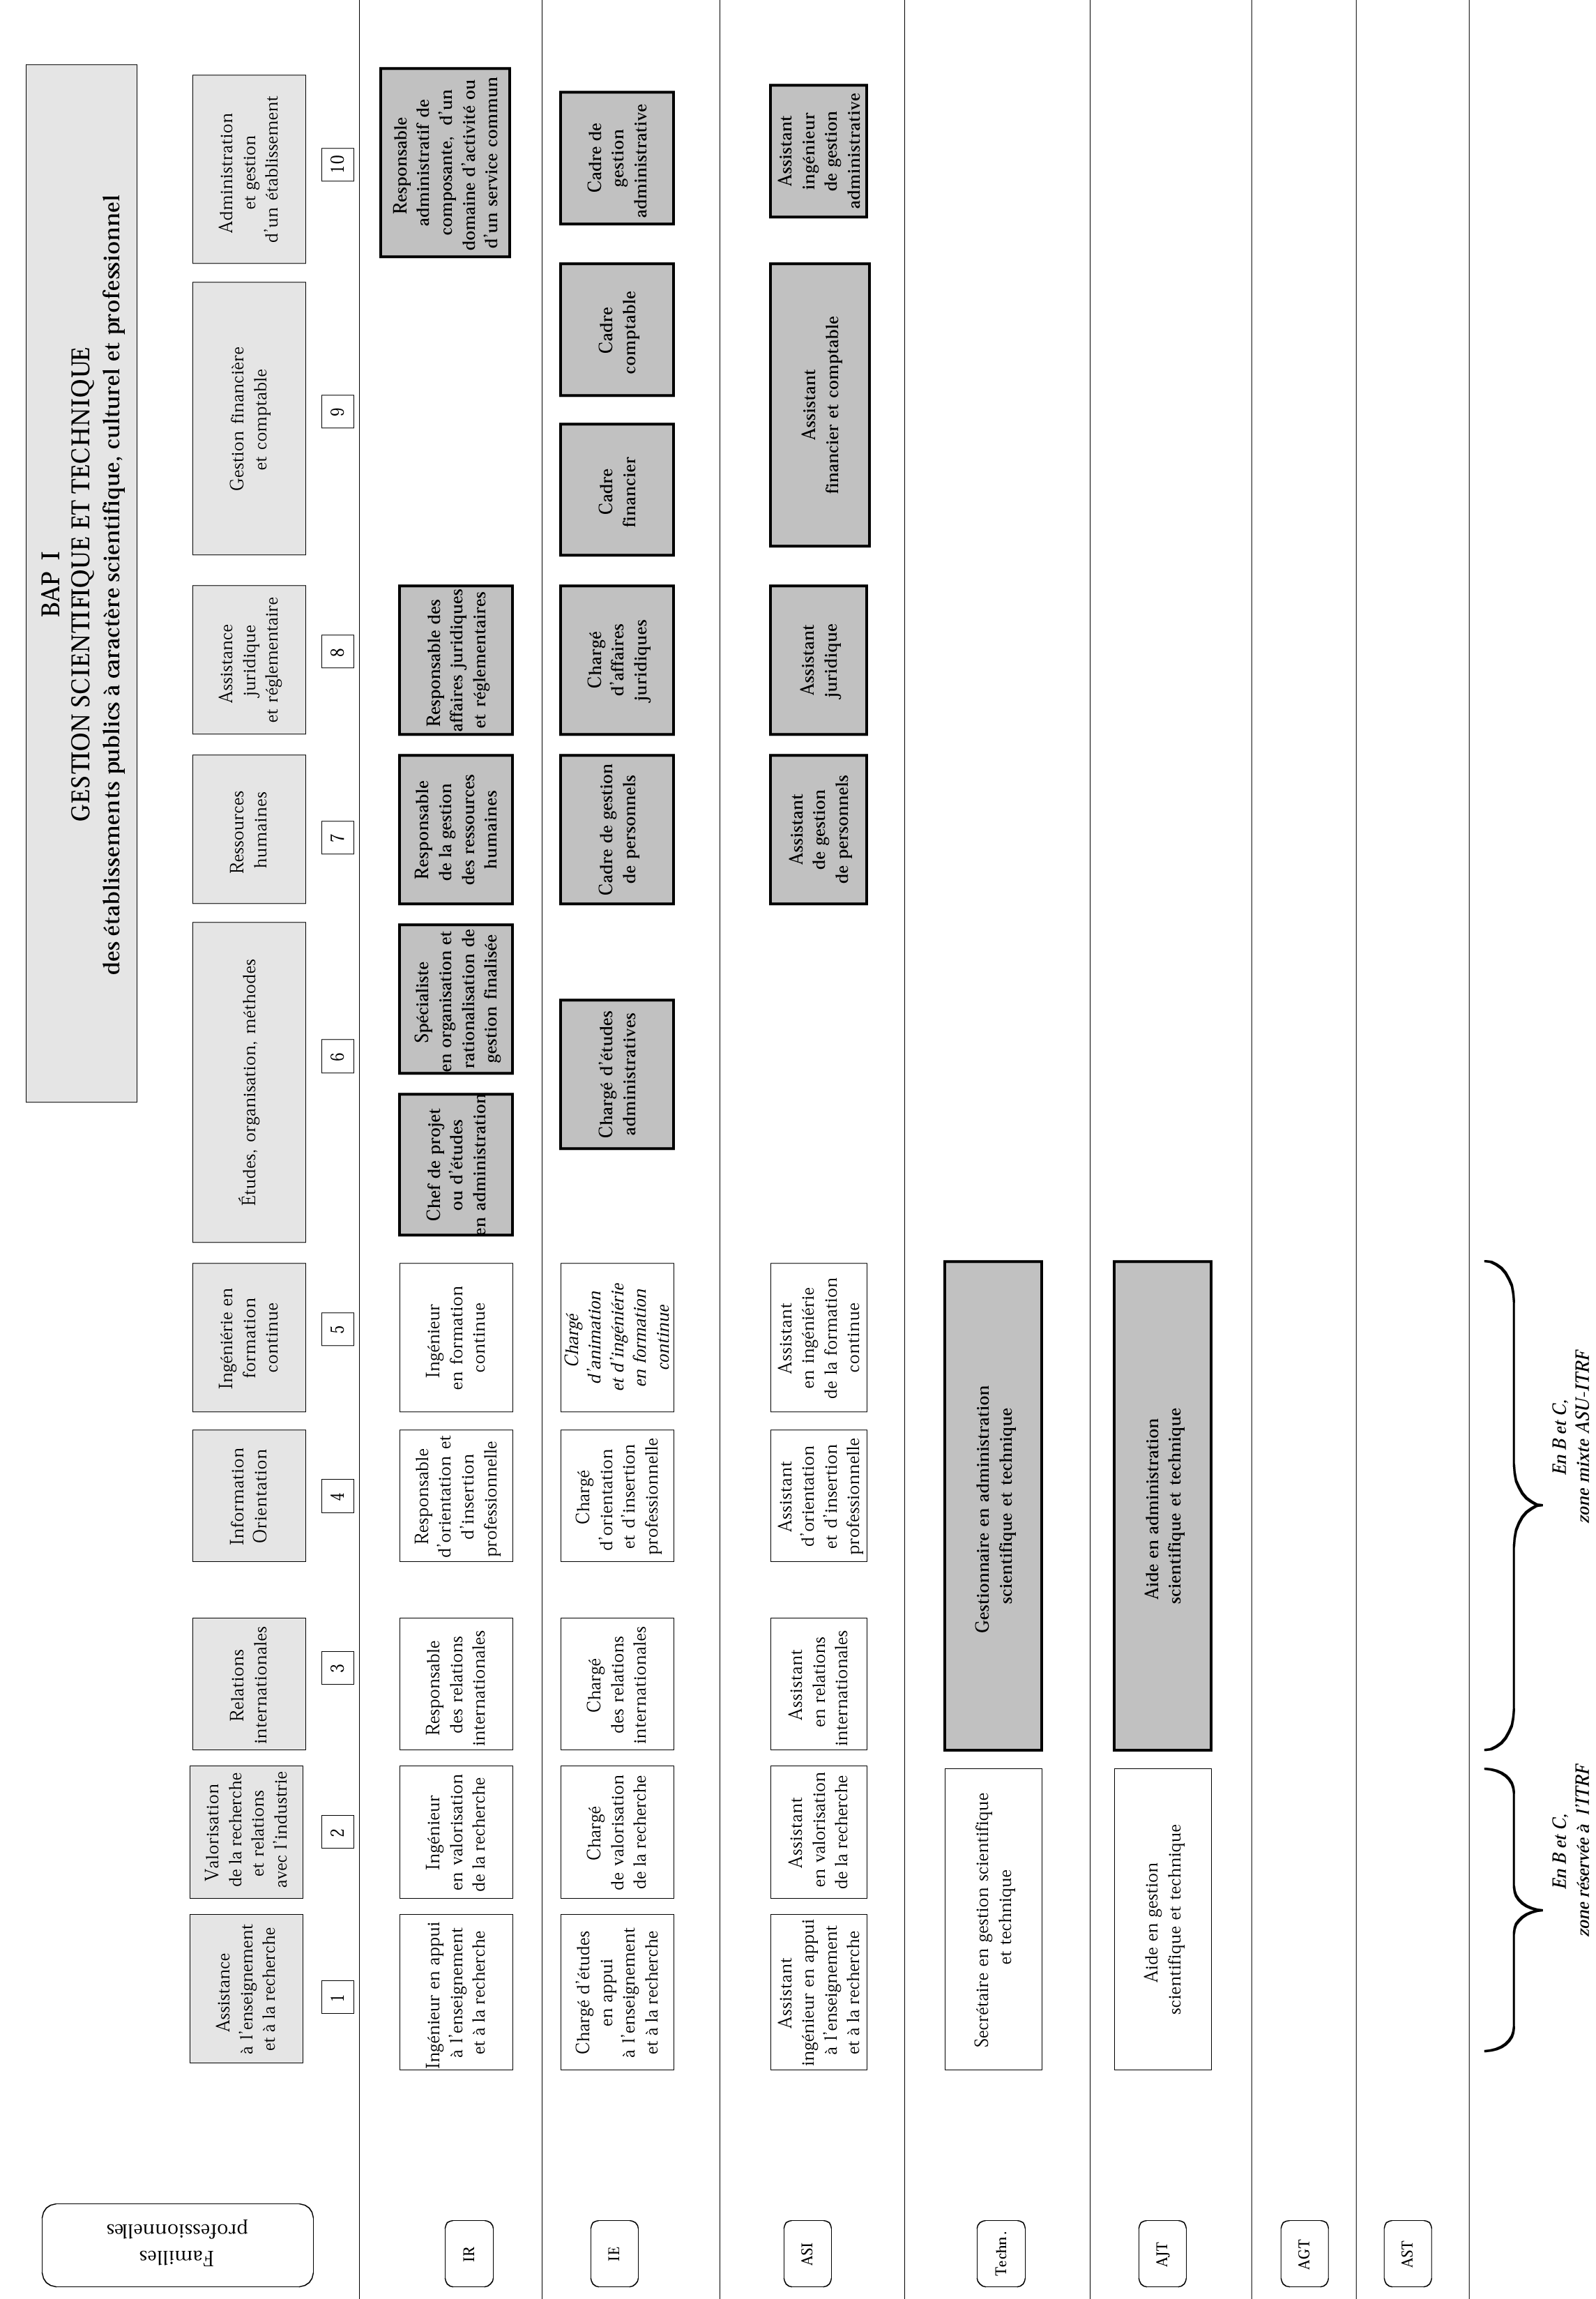 BAP I
GESTION SCIENTIFIQUE ET TECHNIQUE
des établissements publics à caractère scientifique, culturel et professionnel
Familles
professionnelles
Assistance
à l'enseignement
et à la recherche
Valorisation
de la recherche
et relations
avec l'industrie
Relations
internationales
Information
Orientation
Ingéniérie en
formation
continue
Études, organisation, méthodes
Ressources
humaines
Assistance
juridique
et réglementaire
Gestion financière
et comptable
Administration
et gestion
d'un établissement
1
2
3
4
5
6
7
8
9
10
IR
Ingénieur en appui
à l'enseignement
et à la recherche
Ingénieur
en valorisation
de la recherche
Responsable
des relations
internationales
Responsable
d'orientation et
d'insertion
professionnelle
Ingénieur
en formation
continue
Chef de projet
ou d'études
en administration
Spécialiste
en organisation et
rationalisation de
gestion finalisée
Responsable
de la gestion
des ressources
humaines
Responsable des
affaires juridiques
et réglementaires
Responsable
administratif de
composante, d'un
domaine d'activité ou
d'un service commun
IE
Chargé d'études
en appui
à l'enseignement
et à la recherche
Chargé
de valorisation
de la recherche
Chargé
des relations
internationales
Chargé
d'orientation
et d'insertion
professionnelle
Chargé
d'animation
et d'ingéniérie
en formation
continue
Chargé d'études
administratives
Cadre de gestion
de personnels
Chargé
d'affaires
juridiques
Cadre
financier
Cadre
comptable
Cadre de
gestion
administrative
ASI
Assistant
ingénieur en appui
à l'enseignement
et à la recherche
Assistant
en valorisation
de la recherche
Assistant
en relations
internationales
Assistant
d'orientation
et d'insertion
professionnelle
Assistant
en ingéniérie
de la formation
continue
Assistant
de gestion
de personnels
Assistant
juridique
Assistant
financier et comptable
Assistant
ingénieur
de gestion
administrative
Techn.
Secrétaire en gestion scientifique
et technique
Gestionnaire en administration
scientifique et technique
AJT
Aide en gestion
scientifique et technique
Aide en administration
scientifique et technique
AGT
AST
En B et C,
zone réservée à l'ITRF
En B et C,
zone mixte ASU-ITRF